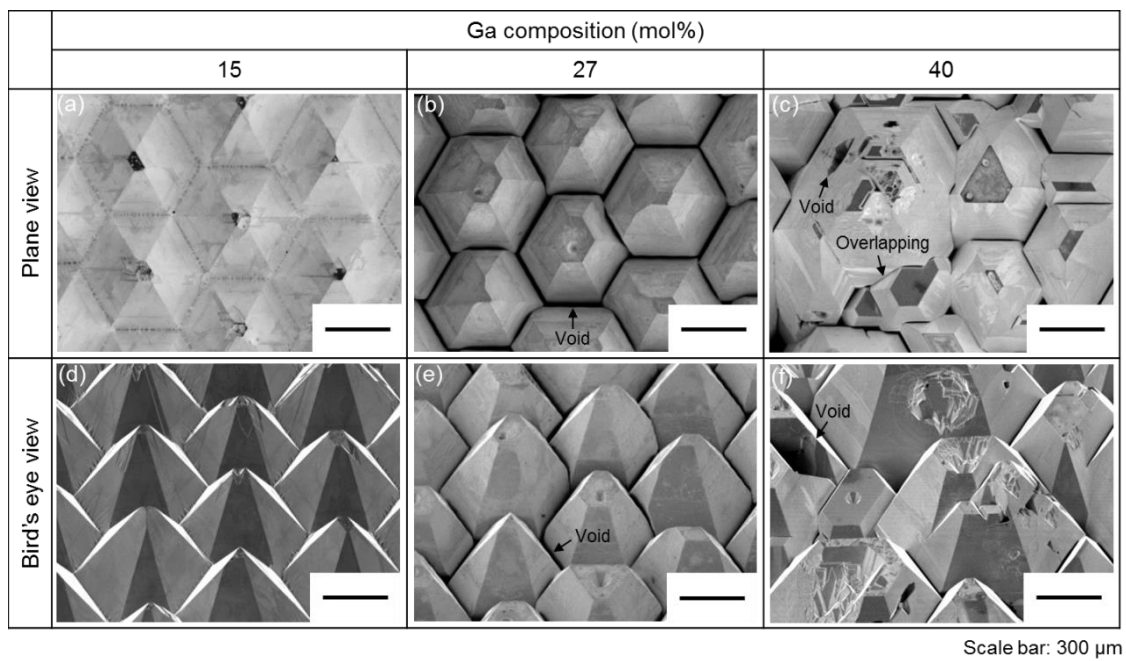 Ga composition (mol%)
15 27 40
Plane view
(a) (b) (c)
Void
Overlapping
Void
Bird's eye view
(d) (e) (f)
Void
Void
Scale bar: 300 μm